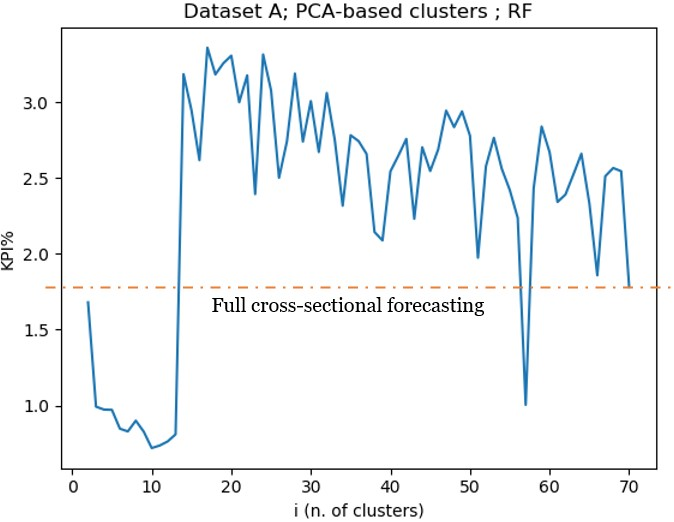 Dataset A; PCA-based clusters ; RF
KPI%
3.0
2.5
2.0
1.5
1.0
Full cross-sectional forecasting
0 10 20 30 40 50 60 70
i (n. of clusters)